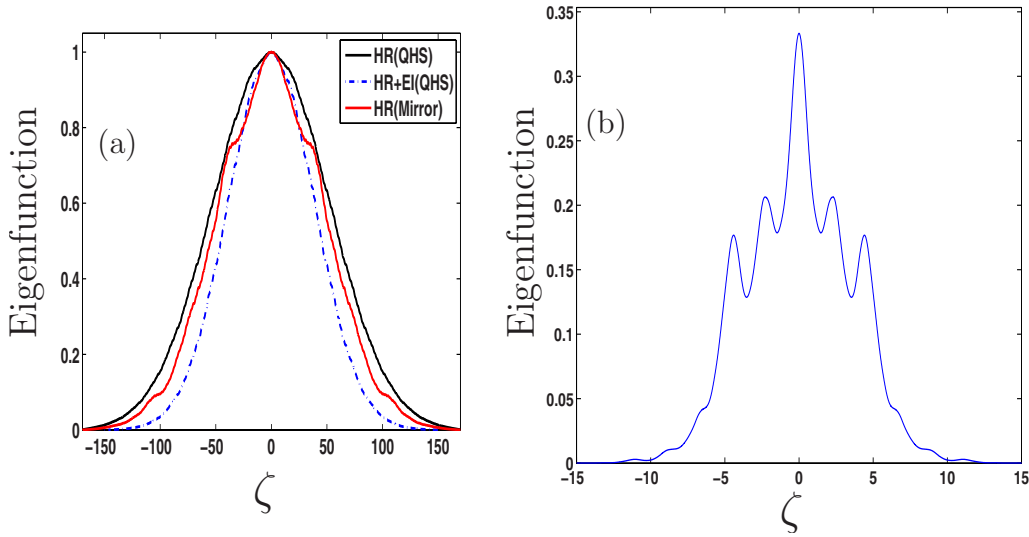 (a)
HR(QHS)
HR+EI(QHS)
HR(Mirror)
Eigenfunction
1
0.8
0.6
0.4
0.2
0
−150 −100 −50 0 50 100 150
ζ
(b)
Eigenfunction
0.35
0.3
0.25
0.2
0.15
0.1
0.05
0
−15 −10 −5 0 5 10 15
ζ